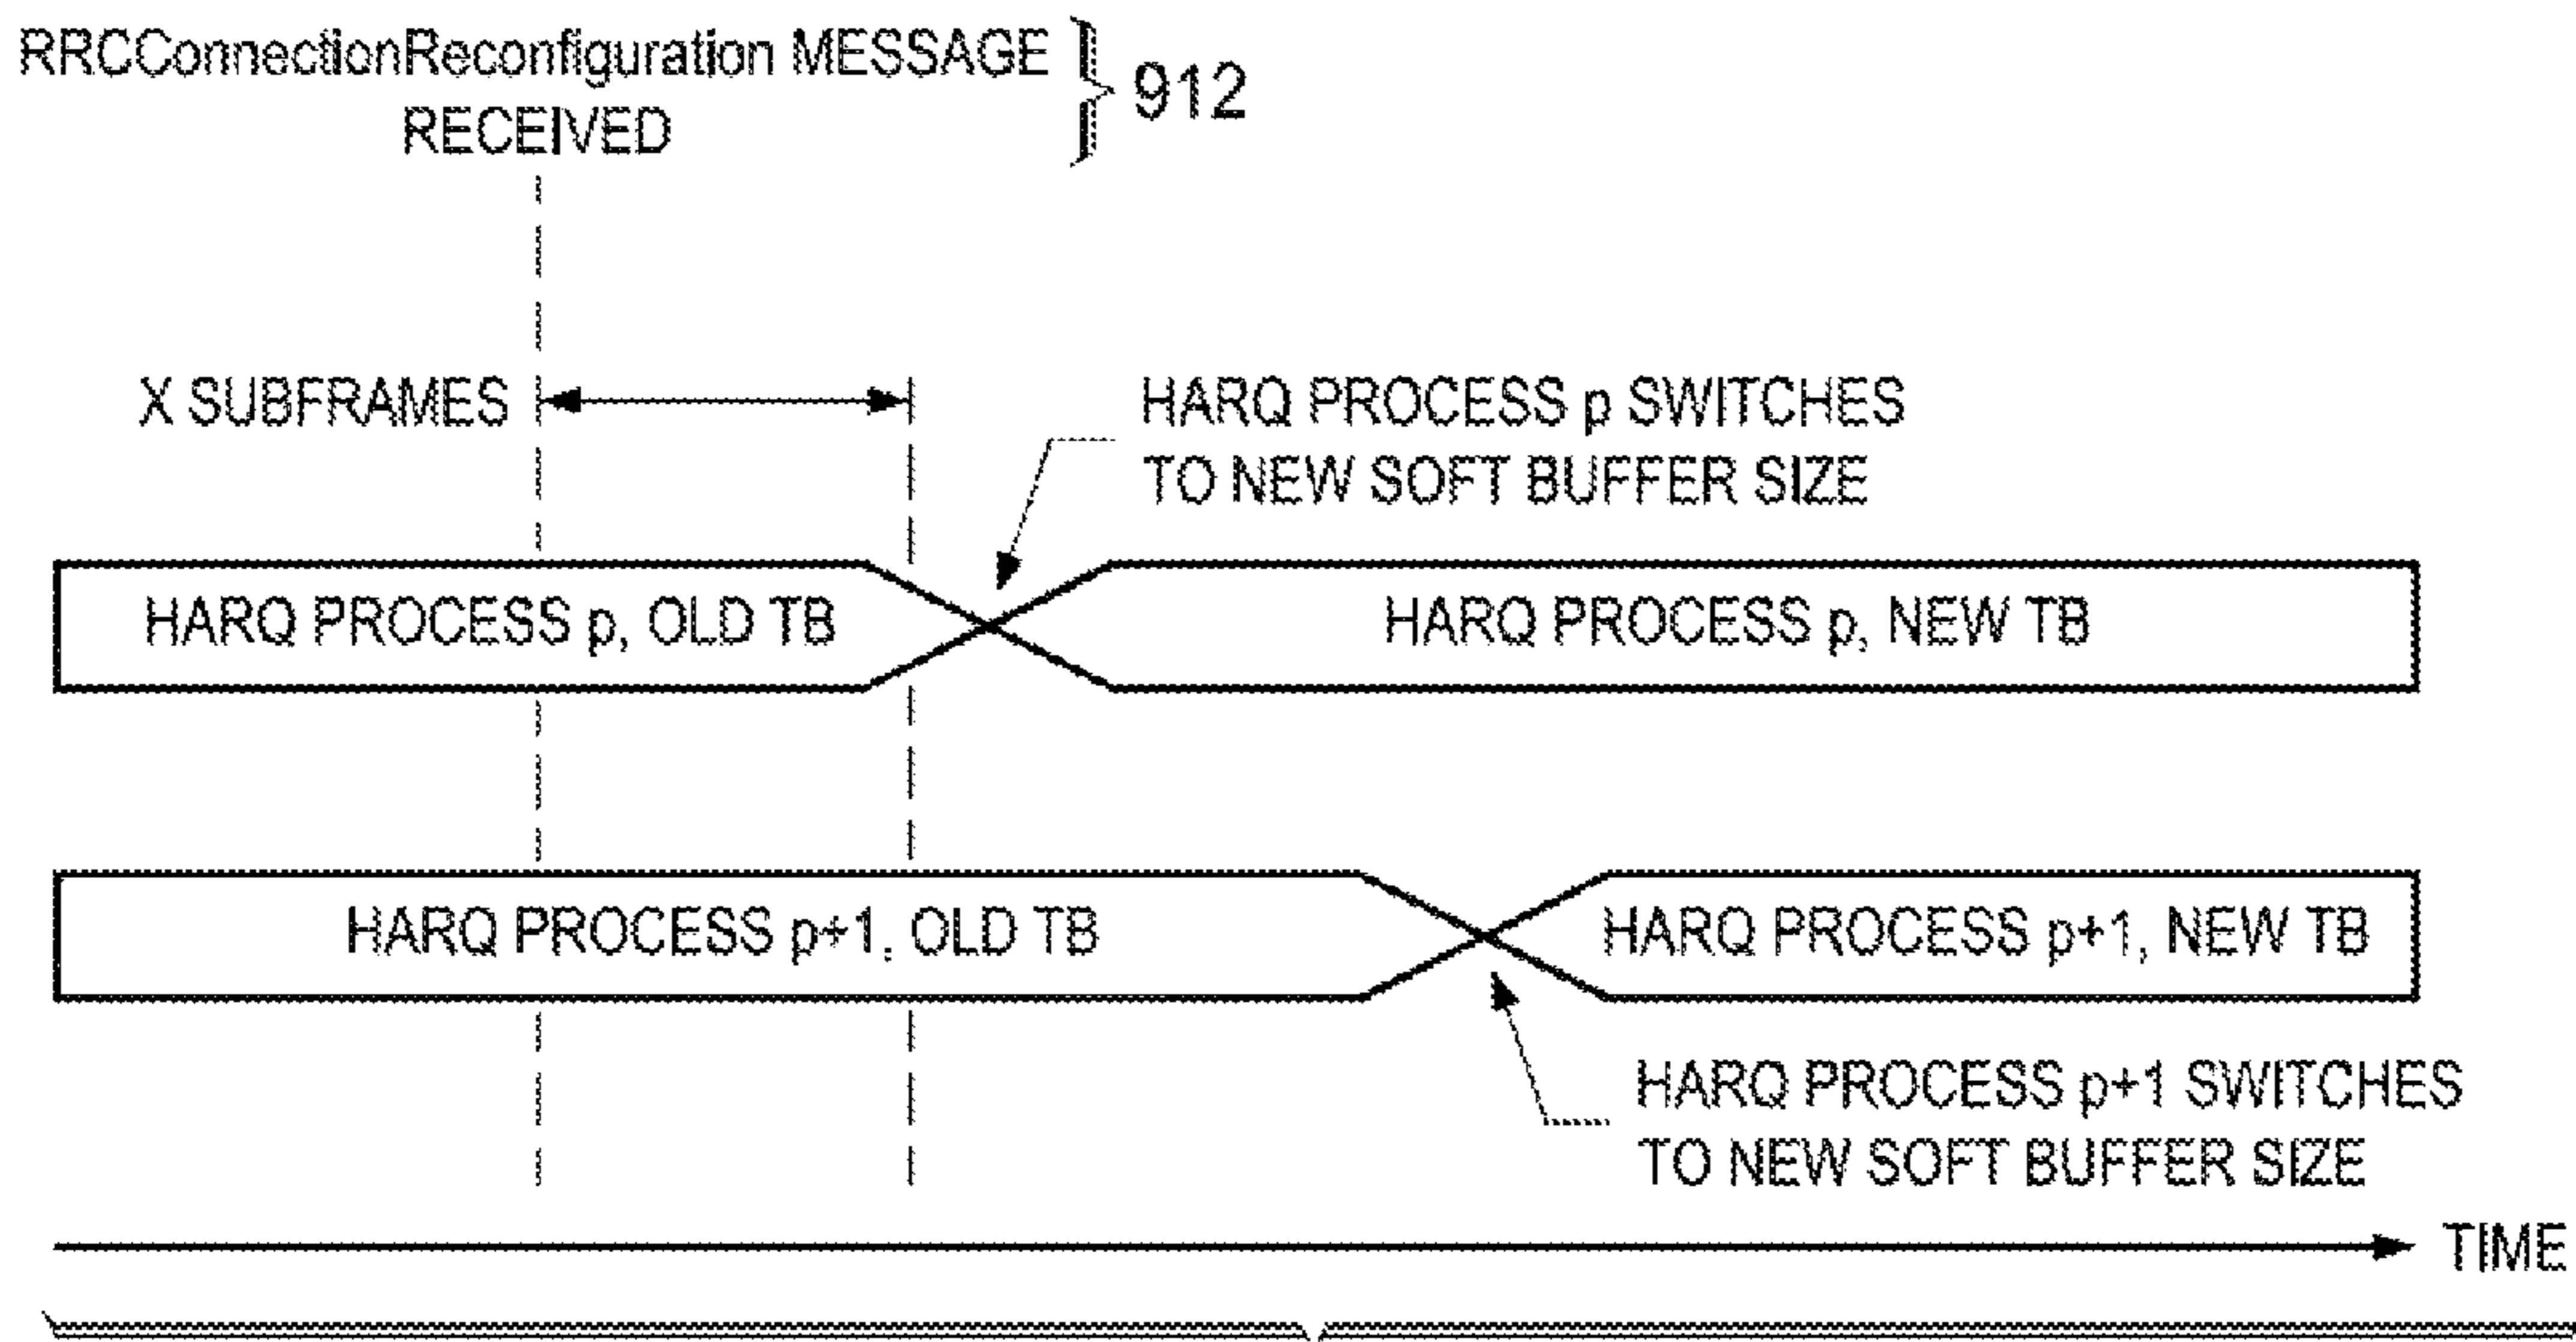 RRCConnectionReconfiguration MESSAGE
RECEIVED
912
X SUBFRAMES
HARQ PROCESS p SWITCHES
TO NEW SOFT BUFFER SIZE
HARQ PROCESS p, OLD TB
HARQ PROCESS p, NEW TB
HARQ PROCESS p+1, OLD TB
HARQ PROCESS p+1, NEW TB
HARQ PROCESS p+1 SWITCHES
TO NEW SOFT BUFFER SIZE
TIME